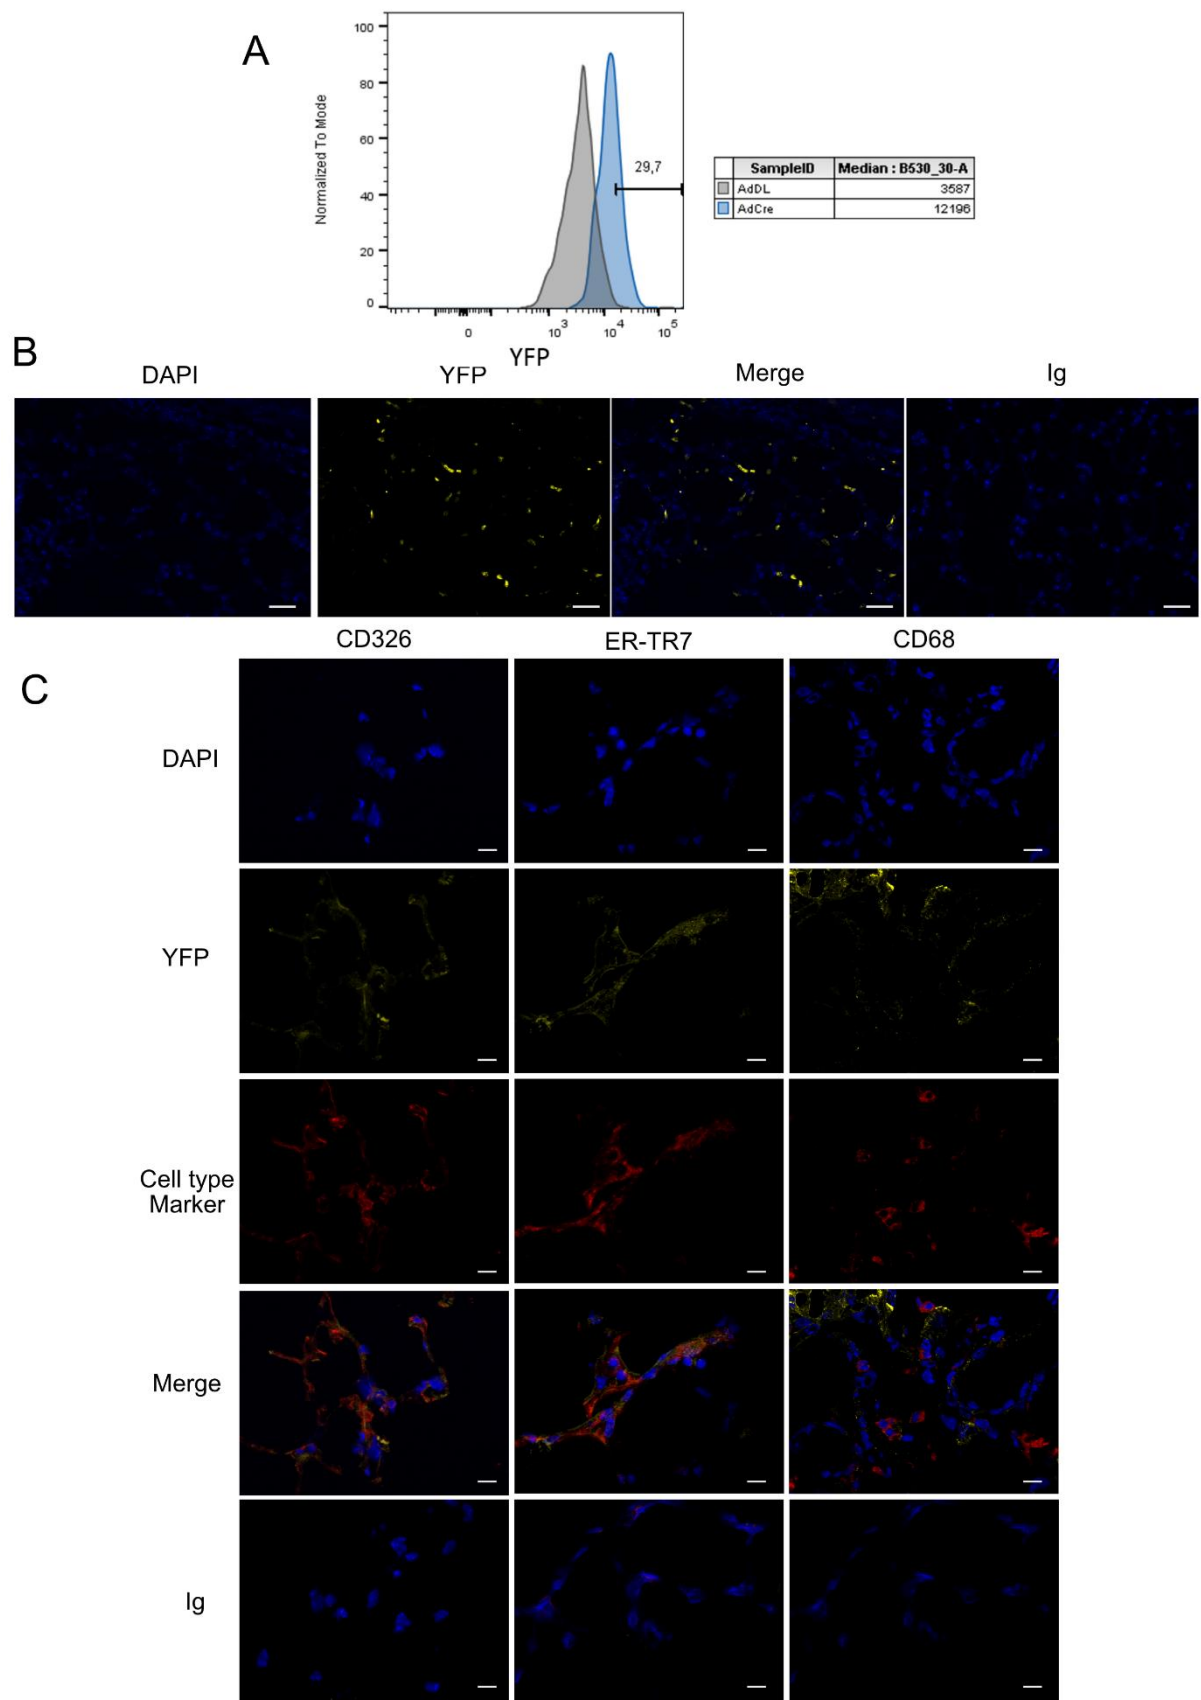 A
Normalized To Mode
100
80
60
40
20
0
29,7
0 10^3 10^4 10^5
YFP
SampleID Median : B530_30-A
AdDL 3587
AdCre 12196
B
DAPI YFP Merge Ig
C
CD326 ER-TR7 CD68
DAPI
YFP
Cell type
Marker
Merge
Ig